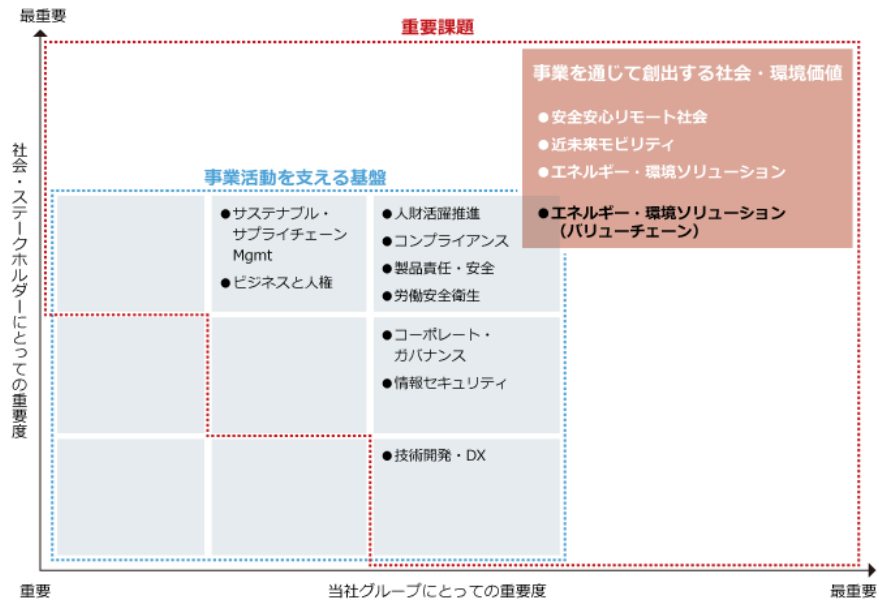 最重要
重要課題
事業を通じて創出する社会・環境価値
●安全安心リモート社会
●近未来モビリティ
●エネルギー・環境ソリューション
●エネルギー・環境ソリューション
（バリューチェーン）
社会・ステークホルダーにとっての重要度
事業活動を支える基盤
●サステナブル・
サプライチェーン
Mgmt
●ビジネスと人権
●人財活躍推進
●コンプライアンス
●製品責任・安全
●労働安全衛生
●コーポレート・
ガバナンス
●情報セキュリティ
●技術開発・DX
重要
当社グループにとっての重要度
最重要